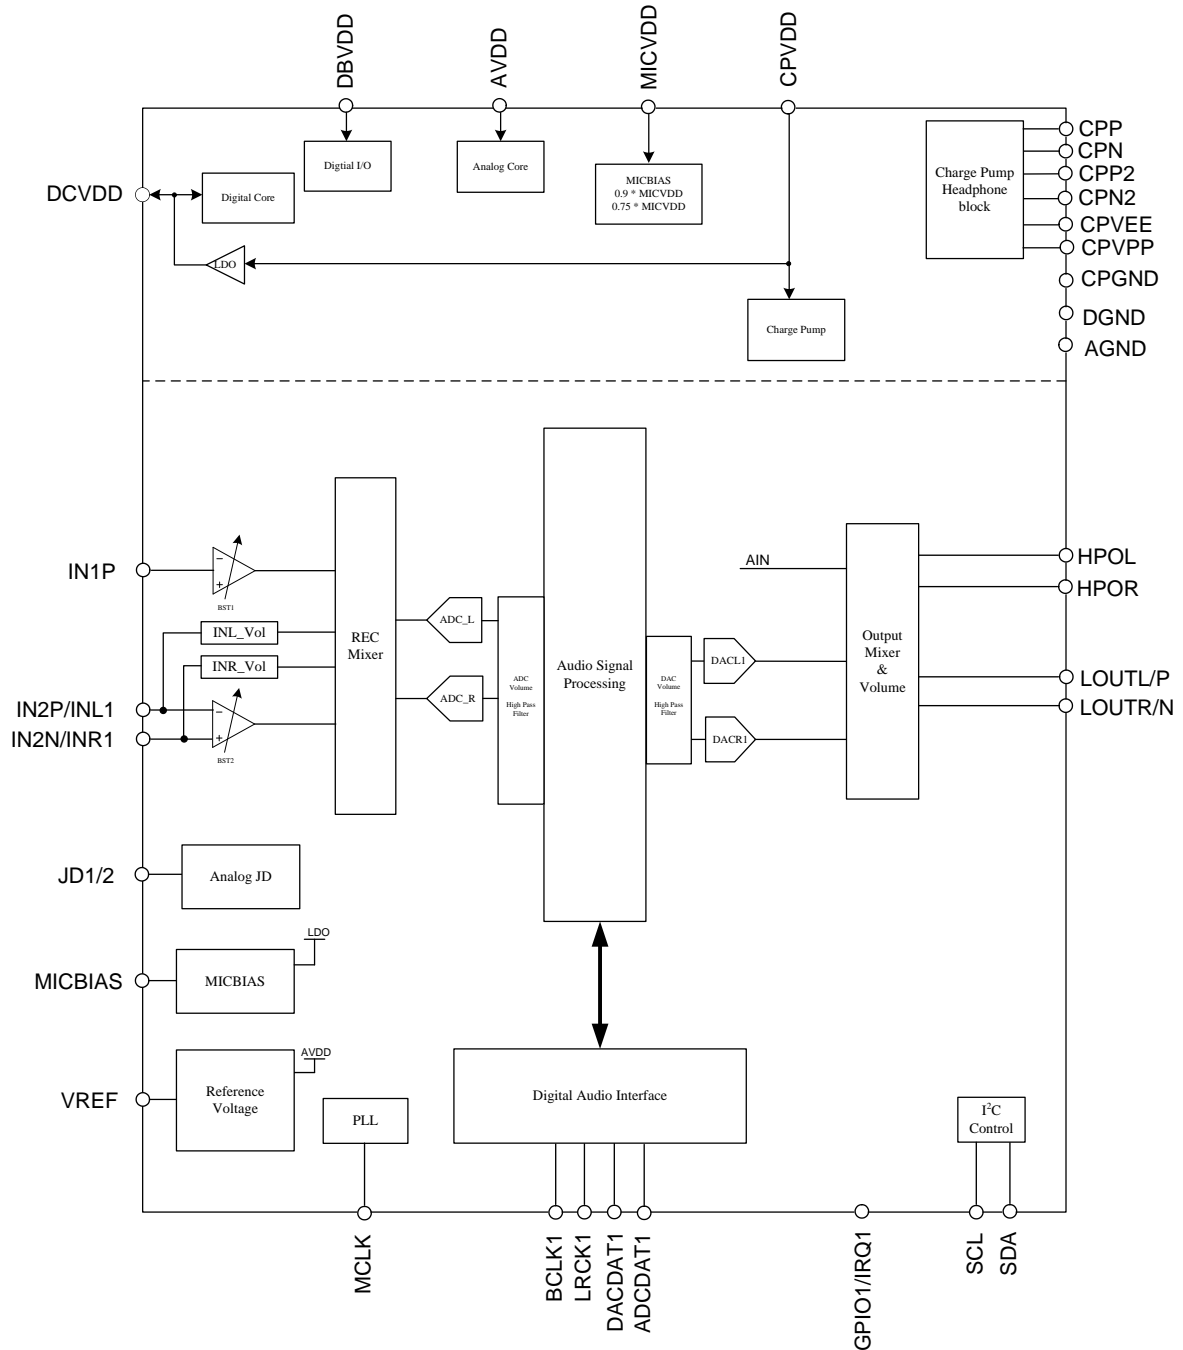 DBVDD
AVDD
MICVDD
CPVDD
DCVDD
Digtial I/O
Analog Core
Digital Core
MICBIAS
0.9 * MICVDD
0.75 * MICVDD
Charge Pump
Headphone
block
CPP
CPN
CPP2
CPN2
CPVEE
CPVPP
CPGND
DGND
AGND
LDO
Charge Pump
IN1P
−
+
BST1
INL_Vol
INR_Vol
IN2P/INL1
IN2N/INR1
−
+
BST2
REC
Mixer
ADC_L
ADC_R
ADC
Volume
High Pass
Filter
Audio Signal
Processing
DAC
Volume
High Pass
Filter
DACL1
DACR1
AIN
Output
Mixer
&
Volume
HPOL
HPOR
LOUTL/P
LOUTR/N
JD1/2
Analog JD
LDO
MICBIAS
MICBIAS
AVDD
VREF
Reference
Voltage
PLL
Digital Audio Interface
I²C
Control
MCLK
BCLK1
LRCK1
DACDAT1
ADCDAT1
GPIO1/IRQ1
SCL
SDA